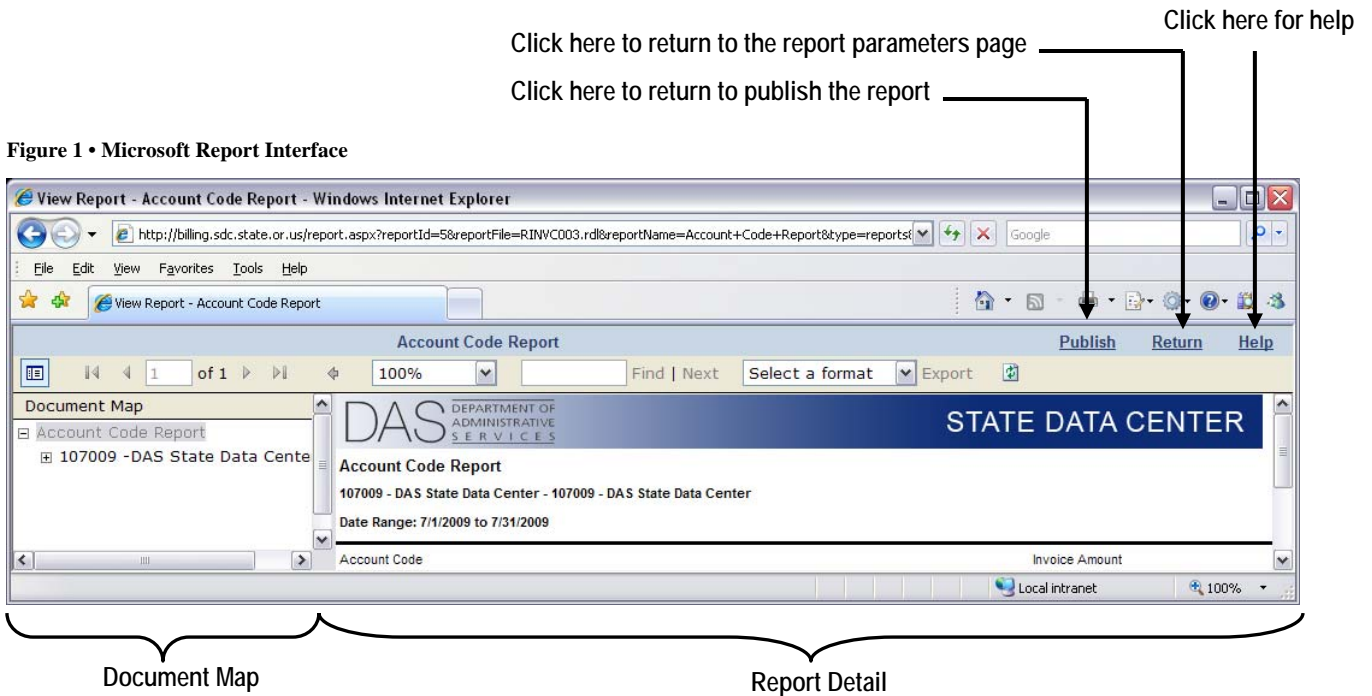 Click here for help
Click here to return to the report parameters page
Click here to return to publish the report
Figure 1 • Microsoft Report Interface
View Report - Account Code Report - Windows Internet Explorer
http://billing.sdc.state.or.us/report.aspx?reportId=5&reportFile=RINVC003.rdl&reportName=Account+Code+Report&type=reports(
Google
File Edit View Favorites Tools Help
View Report - Account Code Report
Account Code Report
Publish Return Help
1 of 1 100% Find | Next Select a format Export
Document Map
Account Code Report
107009 -DAS State Data Cente
DAS DEPARTMENT OF
ADMINISTRATIVE
SERVICES
STATE DATA CENTER
Account Code Report
107009 - DAS State Data Center - 107009 - DAS State Data Center
Date Range: 7/1/2009 to 7/31/2009
Account Code Invoice Amount
Local intranet 100%
Document Map
Report Detail